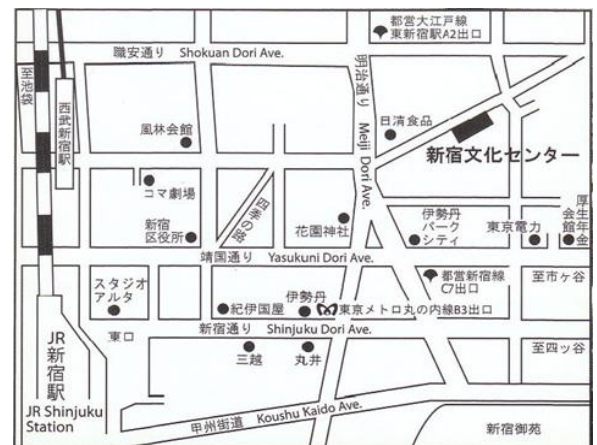 都営大江戸線
東新宿駅A2出口
職安通り Shokuan Dori Ave.
至池袋
西武新宿駅
明治通り Meiji Dori Ave.
日清食品
風林会館
新宿文化センター
コマ劇場
四季の路
新宿
区役所
花園神社
伊勢丹
パーク
シティ
東京電力
厚生年金
会館
靖国通り Yasukuni Dori Ave.
スタジオ
アルタ
都営新宿線
C7出口
至市ヶ谷
紀伊国屋
伊勢丹
東京メトロ丸の内線B3出口
東口
新宿通り Shinjuku Dori Ave.
三越
丸井
至四ッ谷
JR新宿駅
JR Shinjuku
Station
甲州街道 Koushu Kaido Ave.
新宿御苑